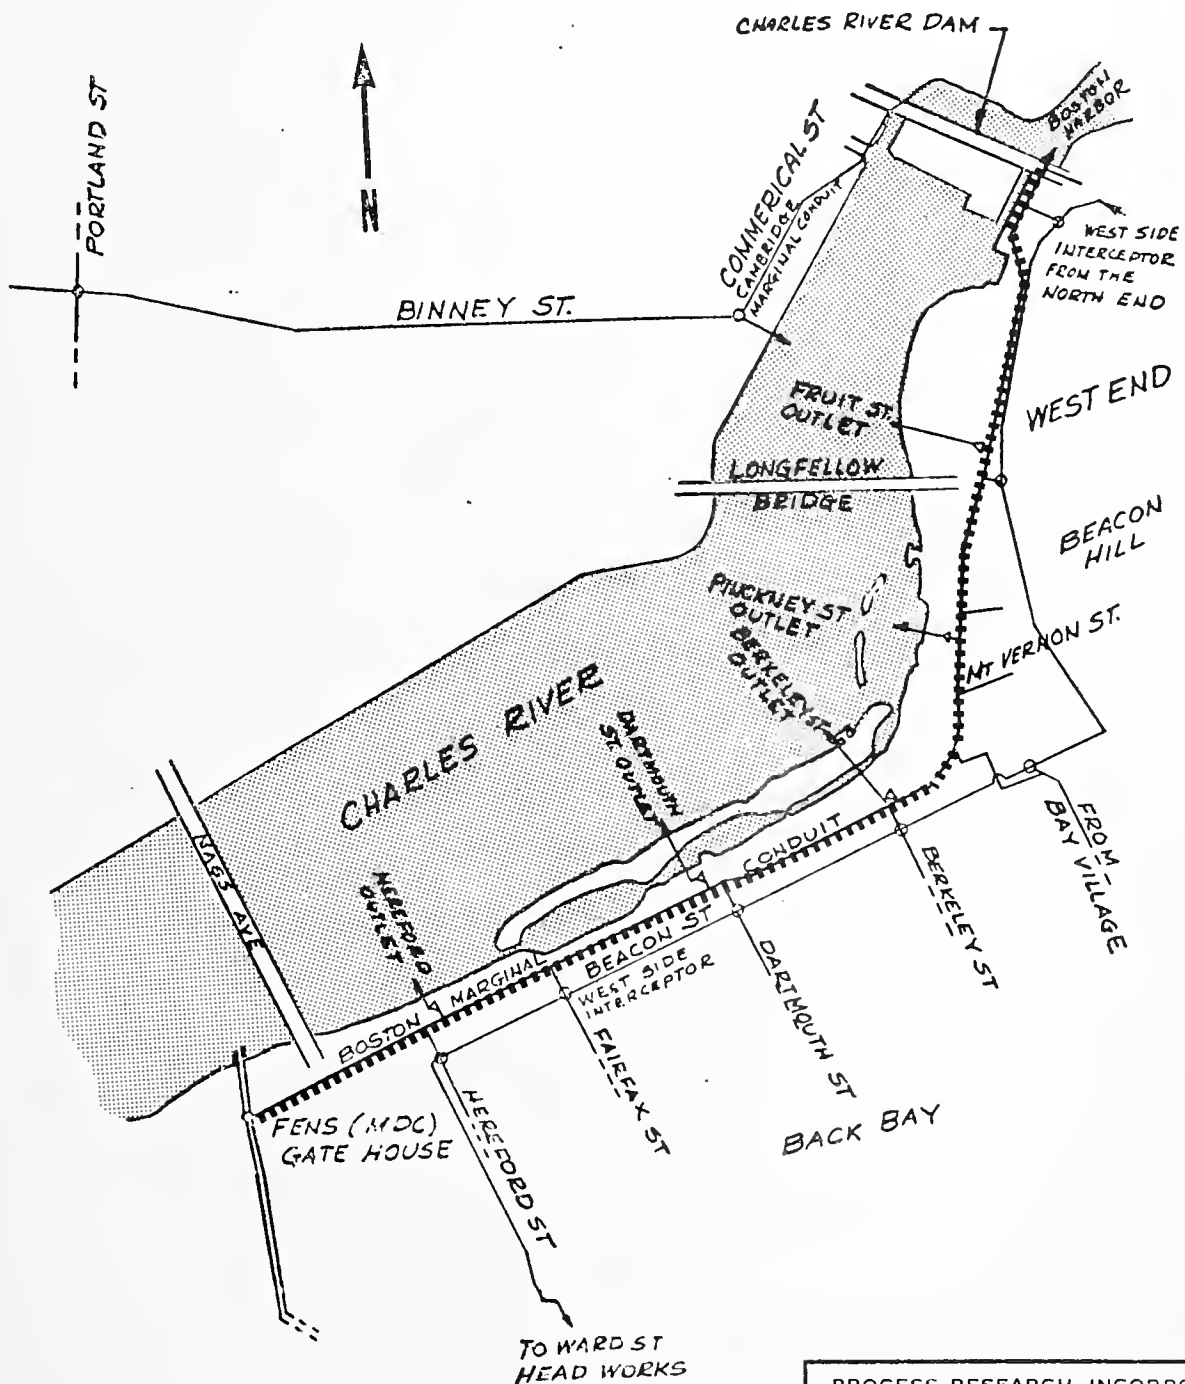 CHARLES RIVER DAM
BOSTON
HARBOR
PORTLAND ST
N
COMMERICAL ST
CAMBRIDGE
MARGINAL CONDUIT
WEST SIDE
INTERCEPTOR
FROM THE
NORTH END
BINNEY ST.
WEST END
FRUIT ST.
OUTLET
LONGFELLOW
BRIDGE
BEACON
HILL
PINCKNEY ST
OUTLET
BERKELEY ST
OUTLET
MT VERNON ST.
CHARLES RIVER
DARTMOUTH
ST. OUTLET
MASS AVE
HEREFORD
OUTLET
BOSTON MARGINAL CONDUIT
BEACON ST
WEST SIDE
INTERCEPTOR
FROM
BAY VILLAGE
BERKELEY ST
DARTMOUTH ST
FAIRFAX ST
BACK BAY
FENS (MDC)
GATE HOUSE
HEREFORD ST
TO WARD ST
HEAD WORKS